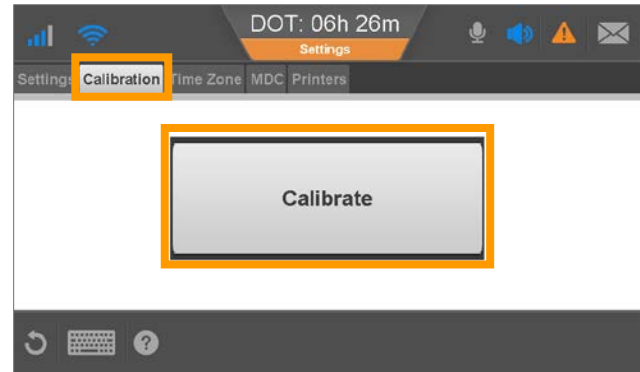 DOT: 06h 26m
Settings
Settings Calibration Time Zone MDC Printers
Calibrate
?